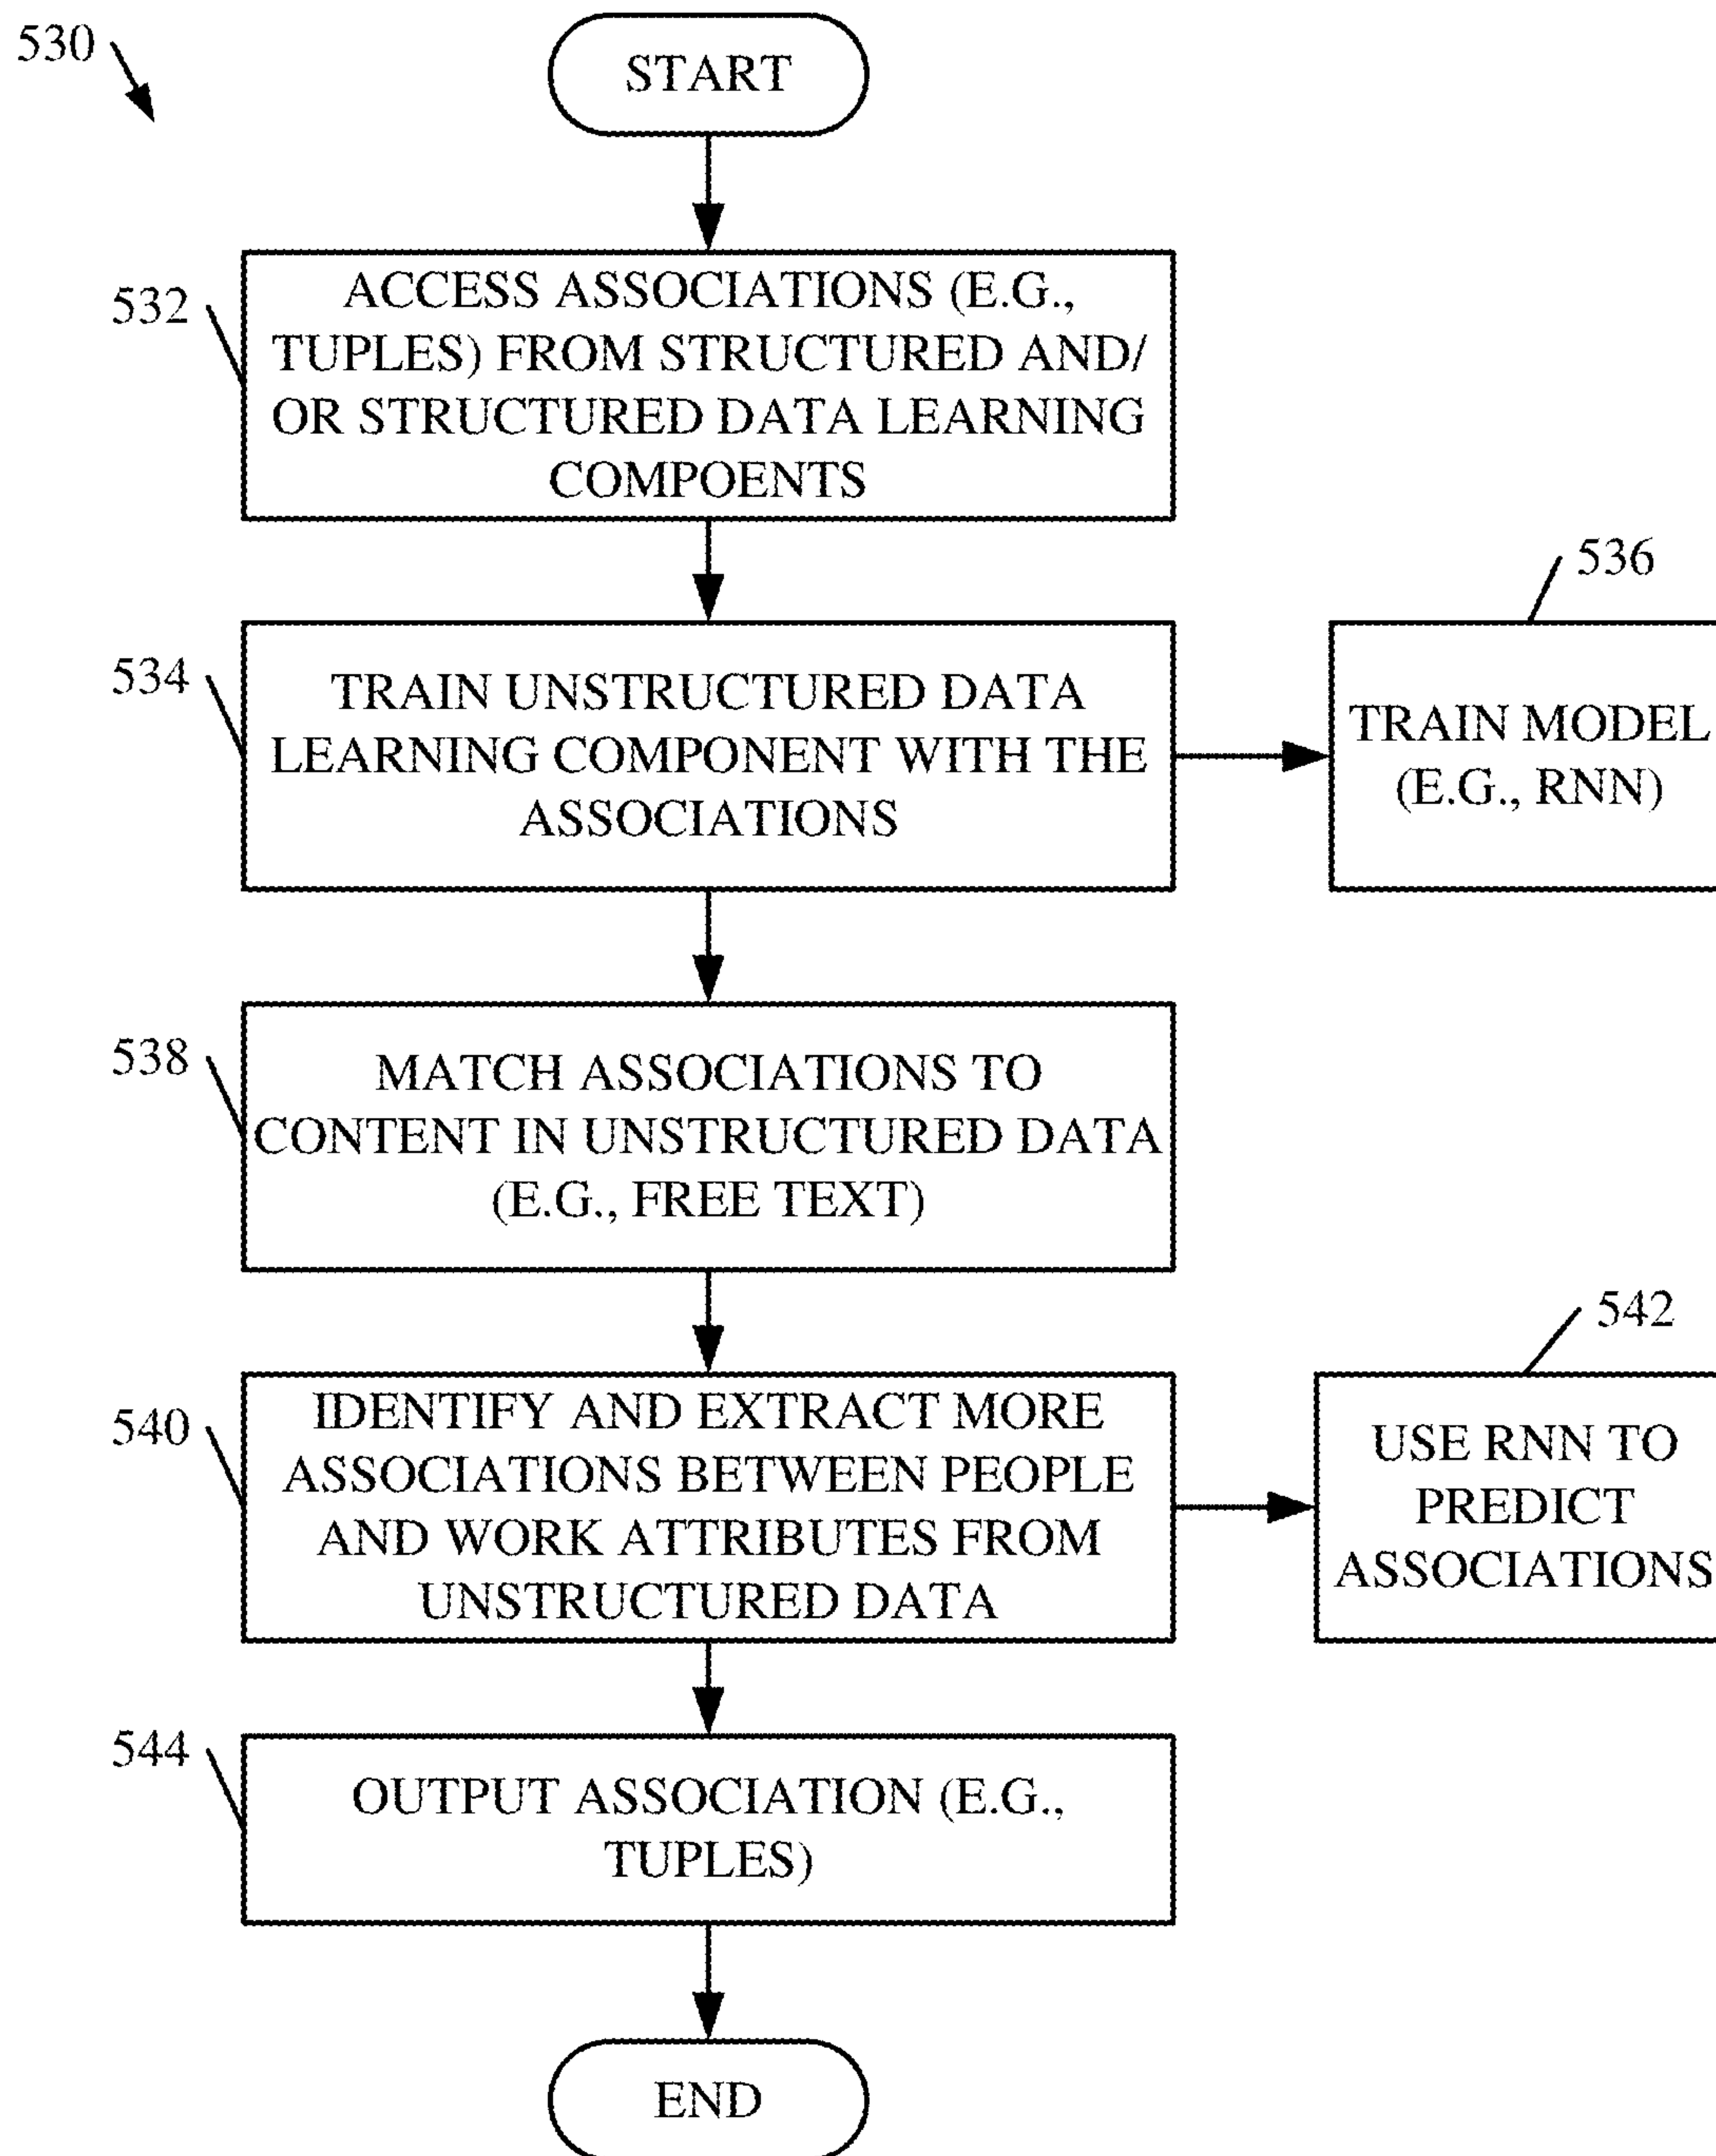 530
START
532
ACCESS ASSOCIATIONS (E.G.,
TUPLES) FROM STRUCTURED AND/
OR STRUCTURED DATA LEARNING
COMPOENTS
534
TRAIN UNSTRUCTURED DATA
LEARNING COMPONENT WITH THE
ASSOCIATIONS
536
TRAIN MODEL
(E.G., RNN)
538
MATCH ASSOCIATIONS TO
CONTENT IN UNSTRUCTURED DATA
(E.G., FREE TEXT)
540
IDENTIFY AND EXTRACT MORE
ASSOCIATIONS BETWEEN PEOPLE
AND WORK ATTRIBUTES FROM
UNSTRUCTURED DATA
542
USE RNN TO
PREDICT
ASSOCIATIONS
544
OUTPUT ASSOCIATION (E.G.,
TUPLES)
END